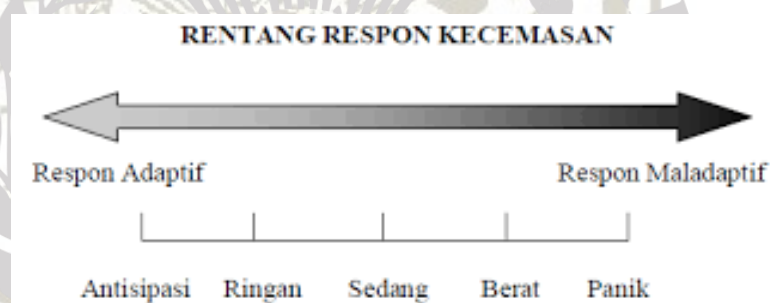 RENTANG RESPON KECEMASAN
Respon Adaptif Respon Maladaptif
Antisipasi Ringan Sedang Berat Panik